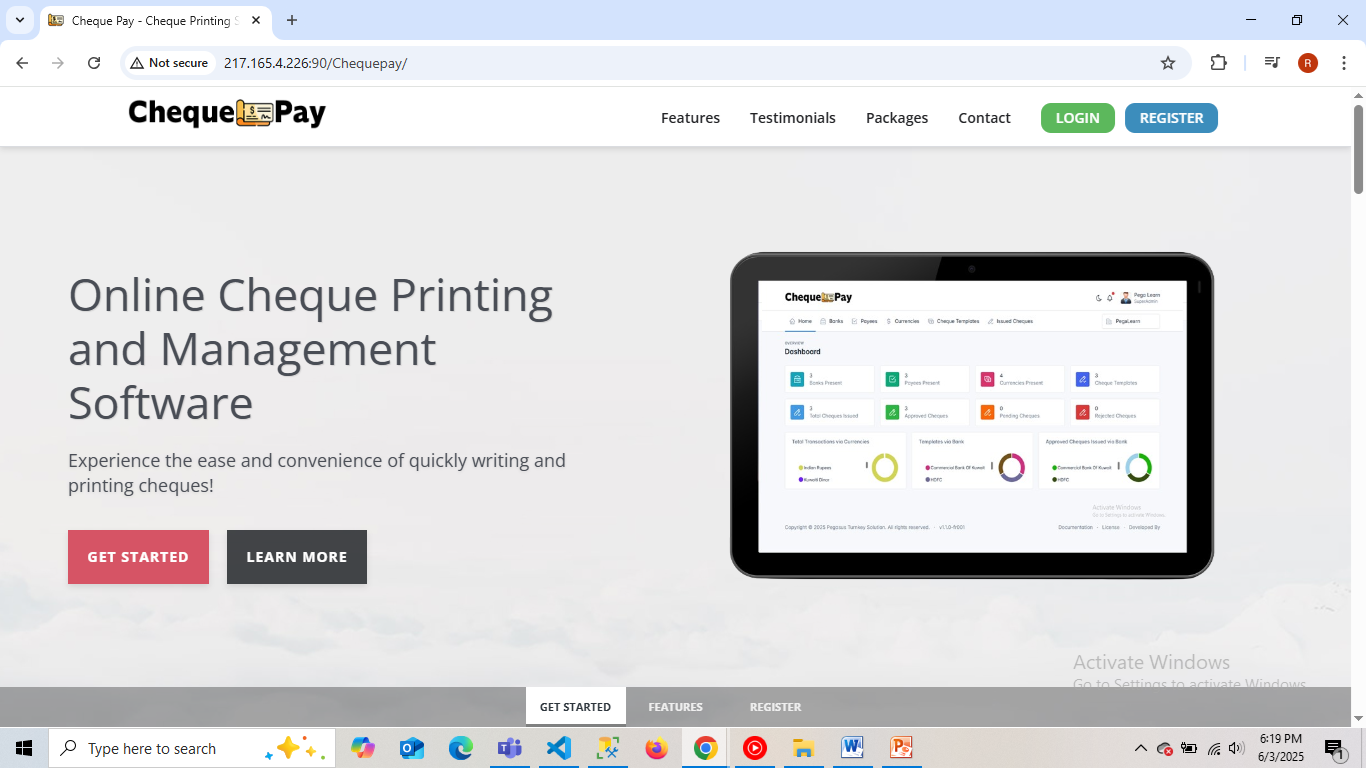 Cheque Pay - Cheque Printing S
Not secure
217.165.4.226:90/Chequepay/
R
Cheque Pay
Features
Testimonials
Packages
Contact
LOGIN
REGISTER
Online Cheque Printing
and Management
Software
Experience the ease and convenience of quickly writing and
printing cheques!
GET STARTED
LEARN MORE
Cheque Pay
Pega Learn
SuperAdmin
Home
Banks
Payees
Currencies
Cheque Templates
Issued Cheques
PegaLearn
OVERVIEW
Dashboard
3
Banks Present
3
Payees Present
4
Currencies Present
3
Cheque Templates
3
Total Cheques Issued
3
Approved Cheques
0
Pending Cheques
0
Rejected Cheques
Total Transactions via Currencies
Indian Rupees
Kuwaiti Dinar
Templates via Bank
Commercial Bank Of Kuwait
HDFC
Approved Cheques Issued via Bank
Commercial Bank Of Kuwait
HDFC
Activate Windows
Go to Settings to activate Windows.
Copyright © 2025 Pegasus Turnkey Solution. All rights reserved.
Documentation
License
Developed By
Activate Windows
Go to Settings to activate Windows.
GET STARTED
FEATURES
REGISTER
Type here to search
6:19 PM
6/3/2025
1